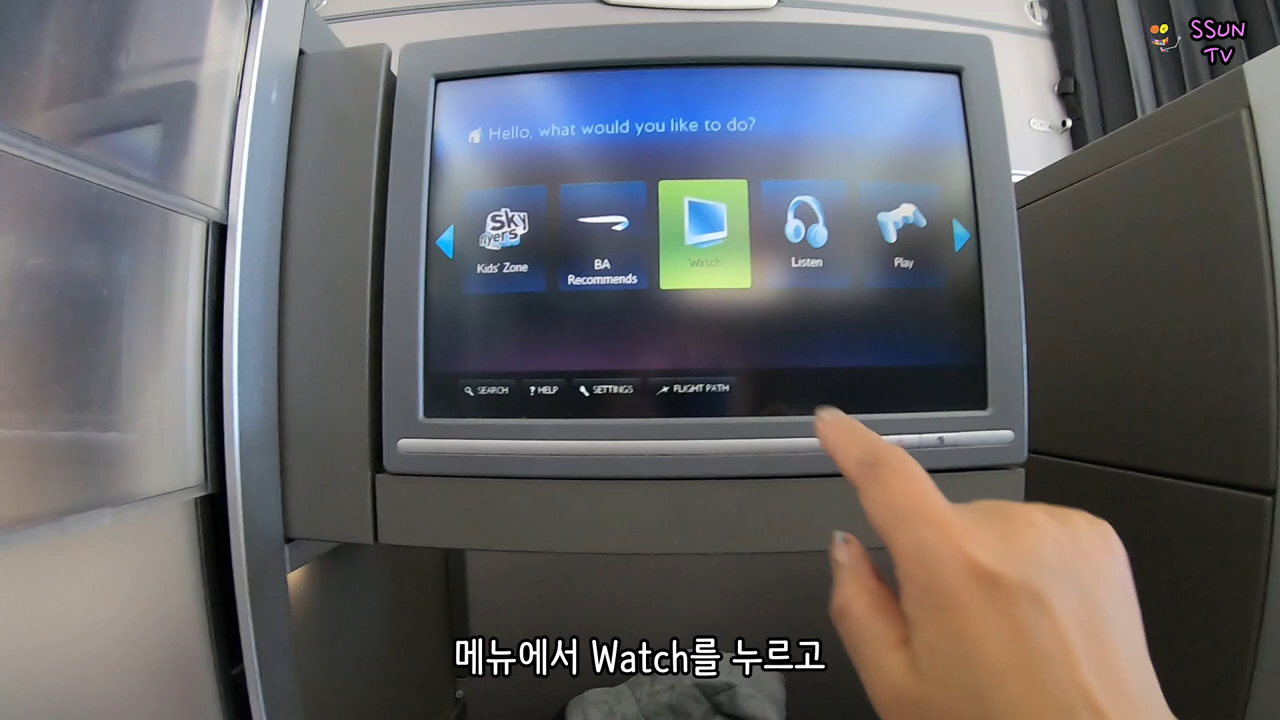 SSUN
TV
Hello, what would you like to do?
sky
flyers
Kids' Zone
BA
Recommends
Watch
Listen
Play
SEARCH
? HELP
SETTINGS
FLIGHT PATH
메뉴에서 Watch를 누르고